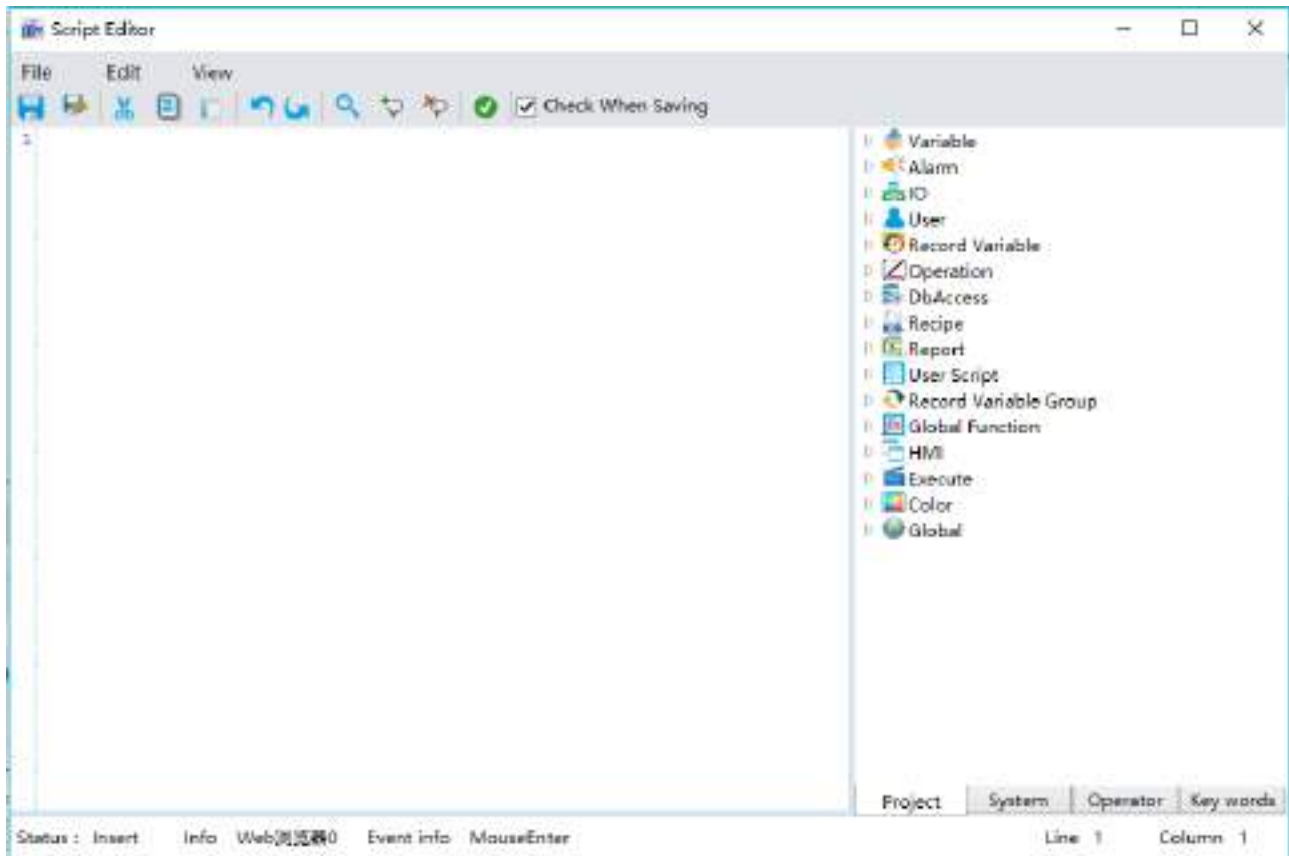 Script Editor
File Edit View
Check When Saving
1
Variable
Alarm
IO
User
Record Variable
Operation
DbAccess
Recipe
Report
User Script
Record Variable Group
Global Function
HMI
Execute
Color
Global
Project System Operator Key words
Status : Insert Info Web浏览器0 Event info MouseEnter Line 1 Column 1